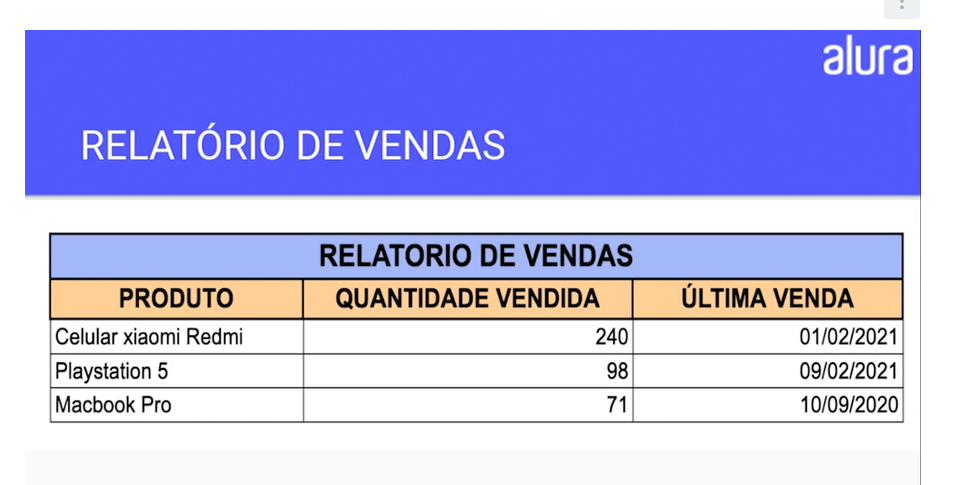 alura
RELATÓRIO DE VENDAS
RELATORIO DE VENDAS
PRODUTO QUANTIDADE VENDIDA ÚLTIMA VENDA
Celular xiaomi Redmi 240 01/02/2021
Playstation 5 98 09/02/2021
Macbook Pro 71 10/09/2020